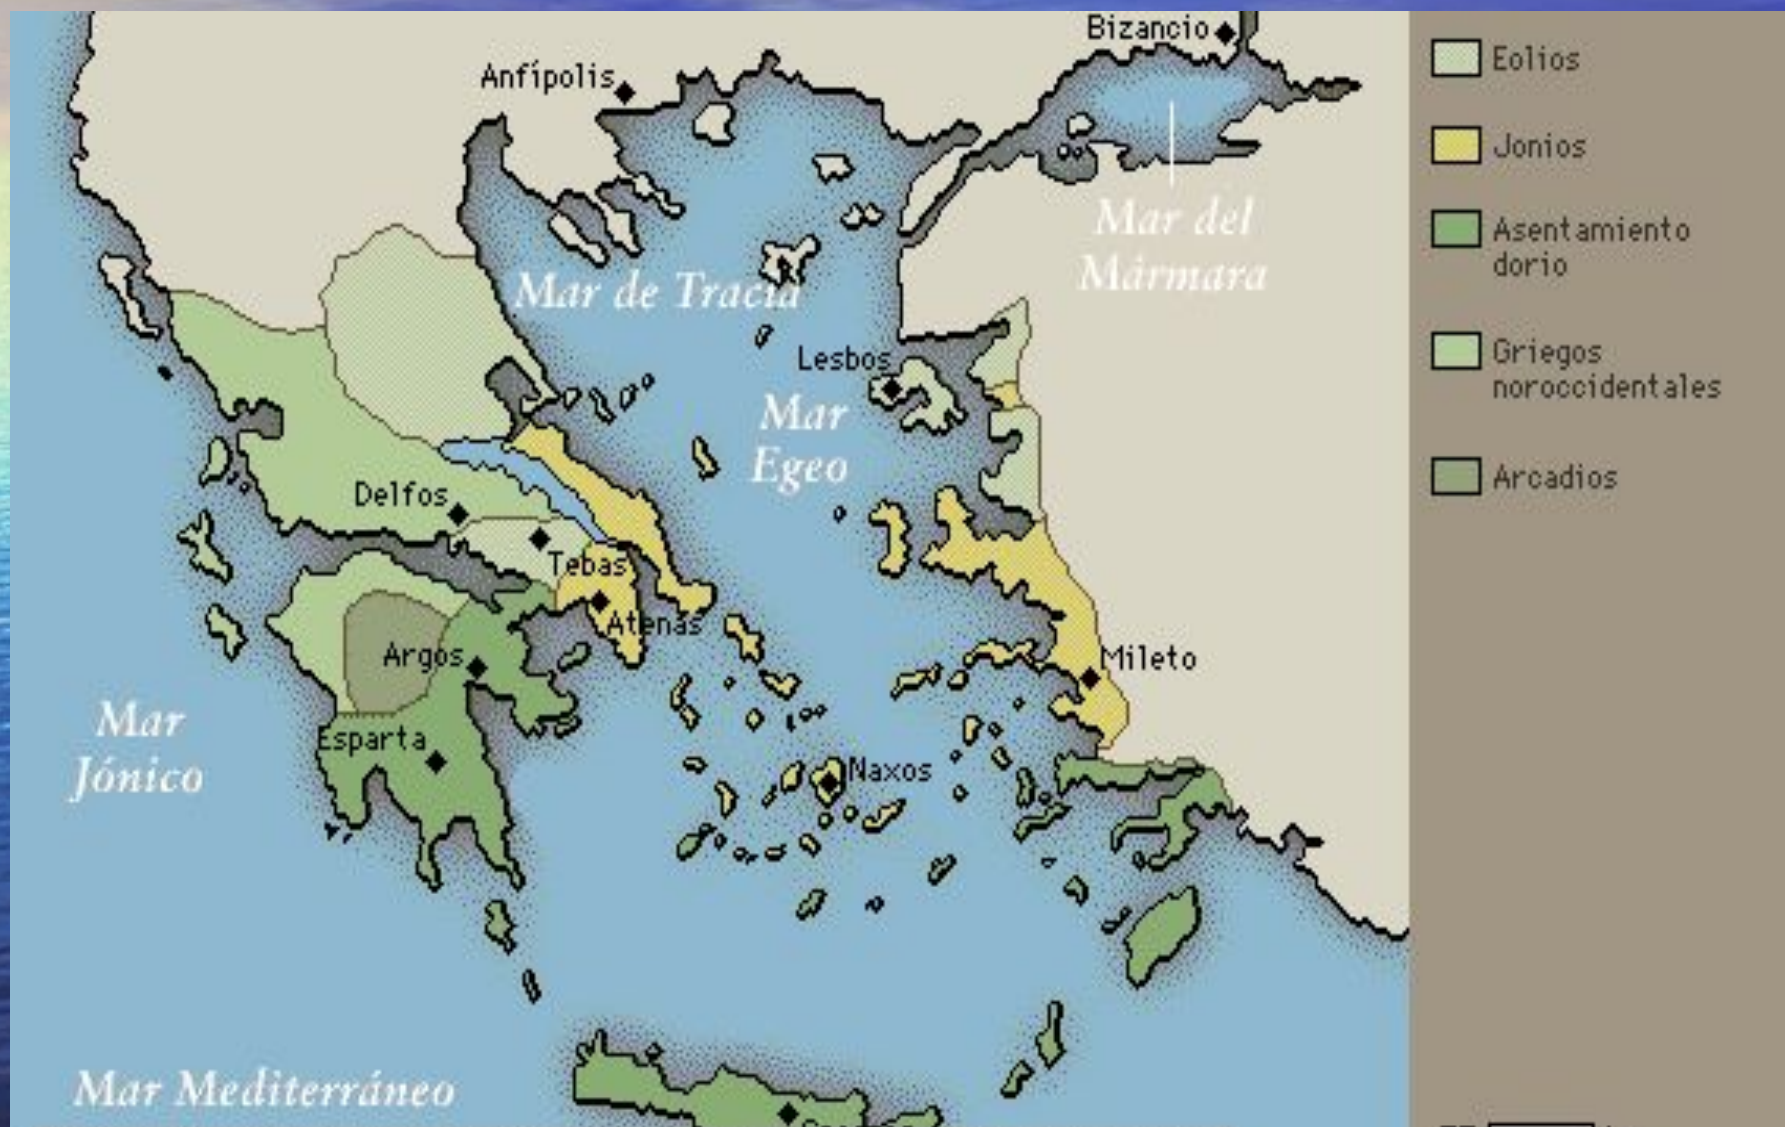 Bizancio
Anfípolis
Mar del
Mármara
Mar de Tracia
Lesbos
Mar
Egeo
Delfos
Tebas
Atenas
Argos
Mileto
Mar
Jónico
Esparta
Naxos
Mar Mediterráneo
Eolios
Jonios
Asentamiento
dorio
Griegos
noroccidentales
Arcadios